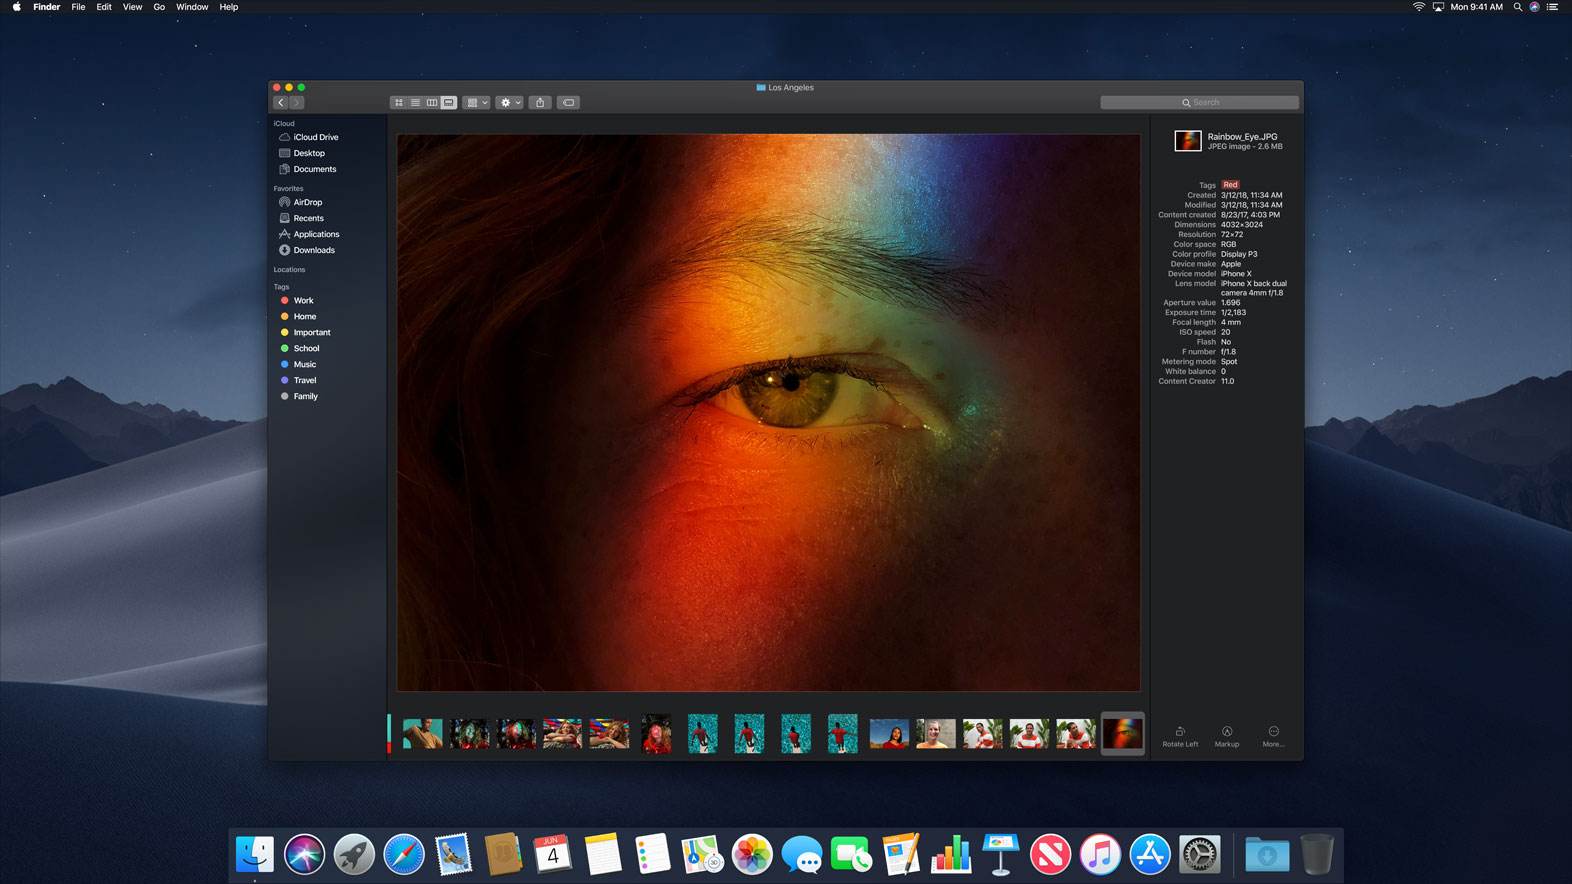 Finder File Edit View Go Window Help
Mon 9:41 AM
Los Angeles
Search
iCloud
iCloud Drive
Desktop
Documents
Favorites
AirDrop
Recents
Applications
Downloads
Locations
Tags
Work
Home
Important
School
Music
Travel
Family
Rainbow_Eye.JPG
JPEG image - 2.6 MB
Tags Red
Created 3/12/18, 11:34 AM
Modified 3/12/18, 11:34 AM
Content created 8/23/17, 4:03 PM
Dimensions 4032×3024
Resolution 72×72
Color space RGB
Color profile Display P3
Device make Apple
Device model iPhone X
Lens model iPhone X back dual
camera 4mm f/1.8
Aperture value 1.696
Exposure time 1/2,183
Focal length 4 mm
ISO speed 20
Flash No
F number f/1.8
Metering mode Spot
White balance 0
Content Creator 11.0
Rotate Left Markup More...
JUN
4
3D